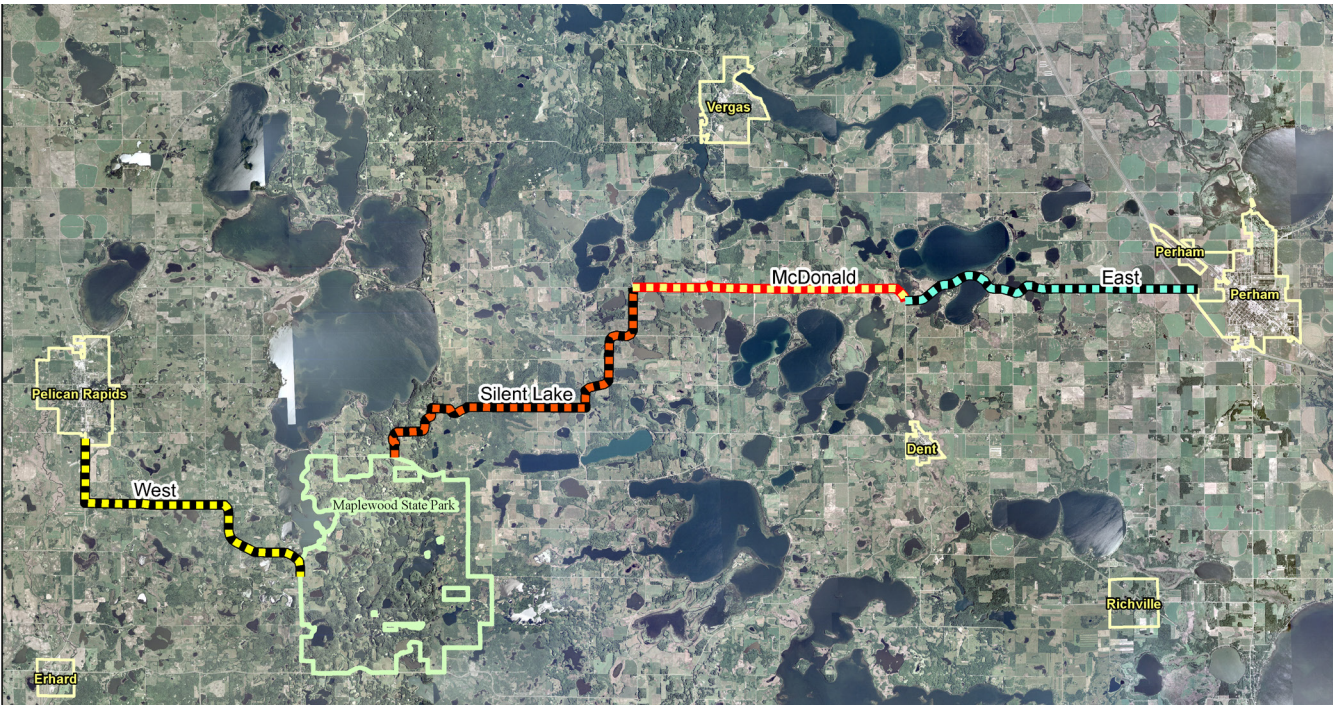 Vergas
Perham
McDonald
East
Perham
Pelican Rapids
Silent Lake
Dent
West
Maplewood State Park
Richville
Erhard